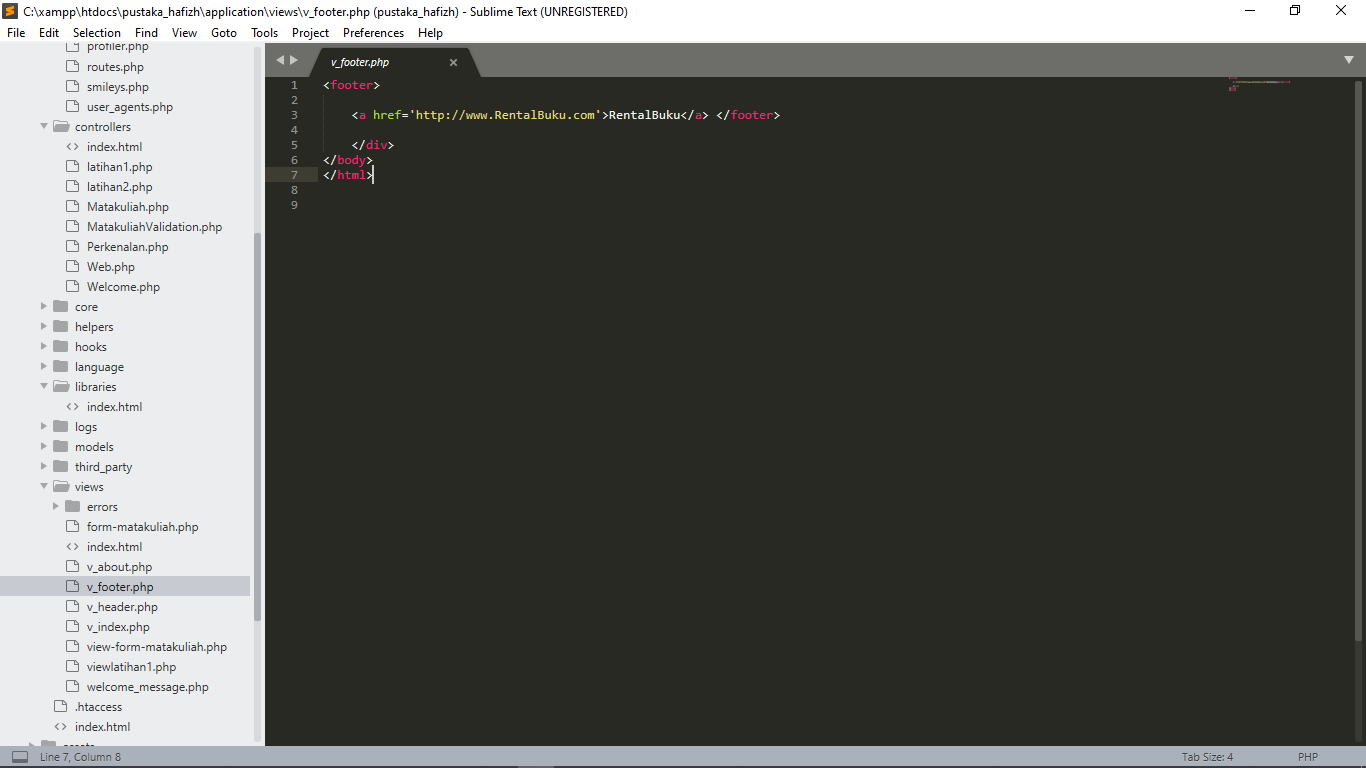 C:\xampp\htdocs\pustaka_hafizh\application\views\v_footer.php (pustaka_hafizh) - Sublime Text (UNREGISTERED)
File Edit Selection Find View Goto Tools Project Preferences Help
profiler.php
routes.php
smileys.php
user_agents.php
controllers
index.html
latihan1.php
latihan2.php
Matakuliah.php
MatakuliahValidation.php
Perkenalan.php
Web.php
Welcome.php
core
helpers
hooks
language
libraries
index.html
logs
models
third_party
views
errors
form-matakuliah.php
index.html
v_about.php
v_footer.php
v_header.php
v_index.php
view-form-matakuliah.php
viewlatihan1.php
welcome_message.php
.htaccess
index.html
assets
v_footer.php
1 <footer>
2
3 <a href='http://www.RentalBuku.com'>RentalBuku</a> </footer>
4
5 </div>
6 </body>
7 </html>
8
9
Line 7, Column 8
Tab Size: 4
PHP